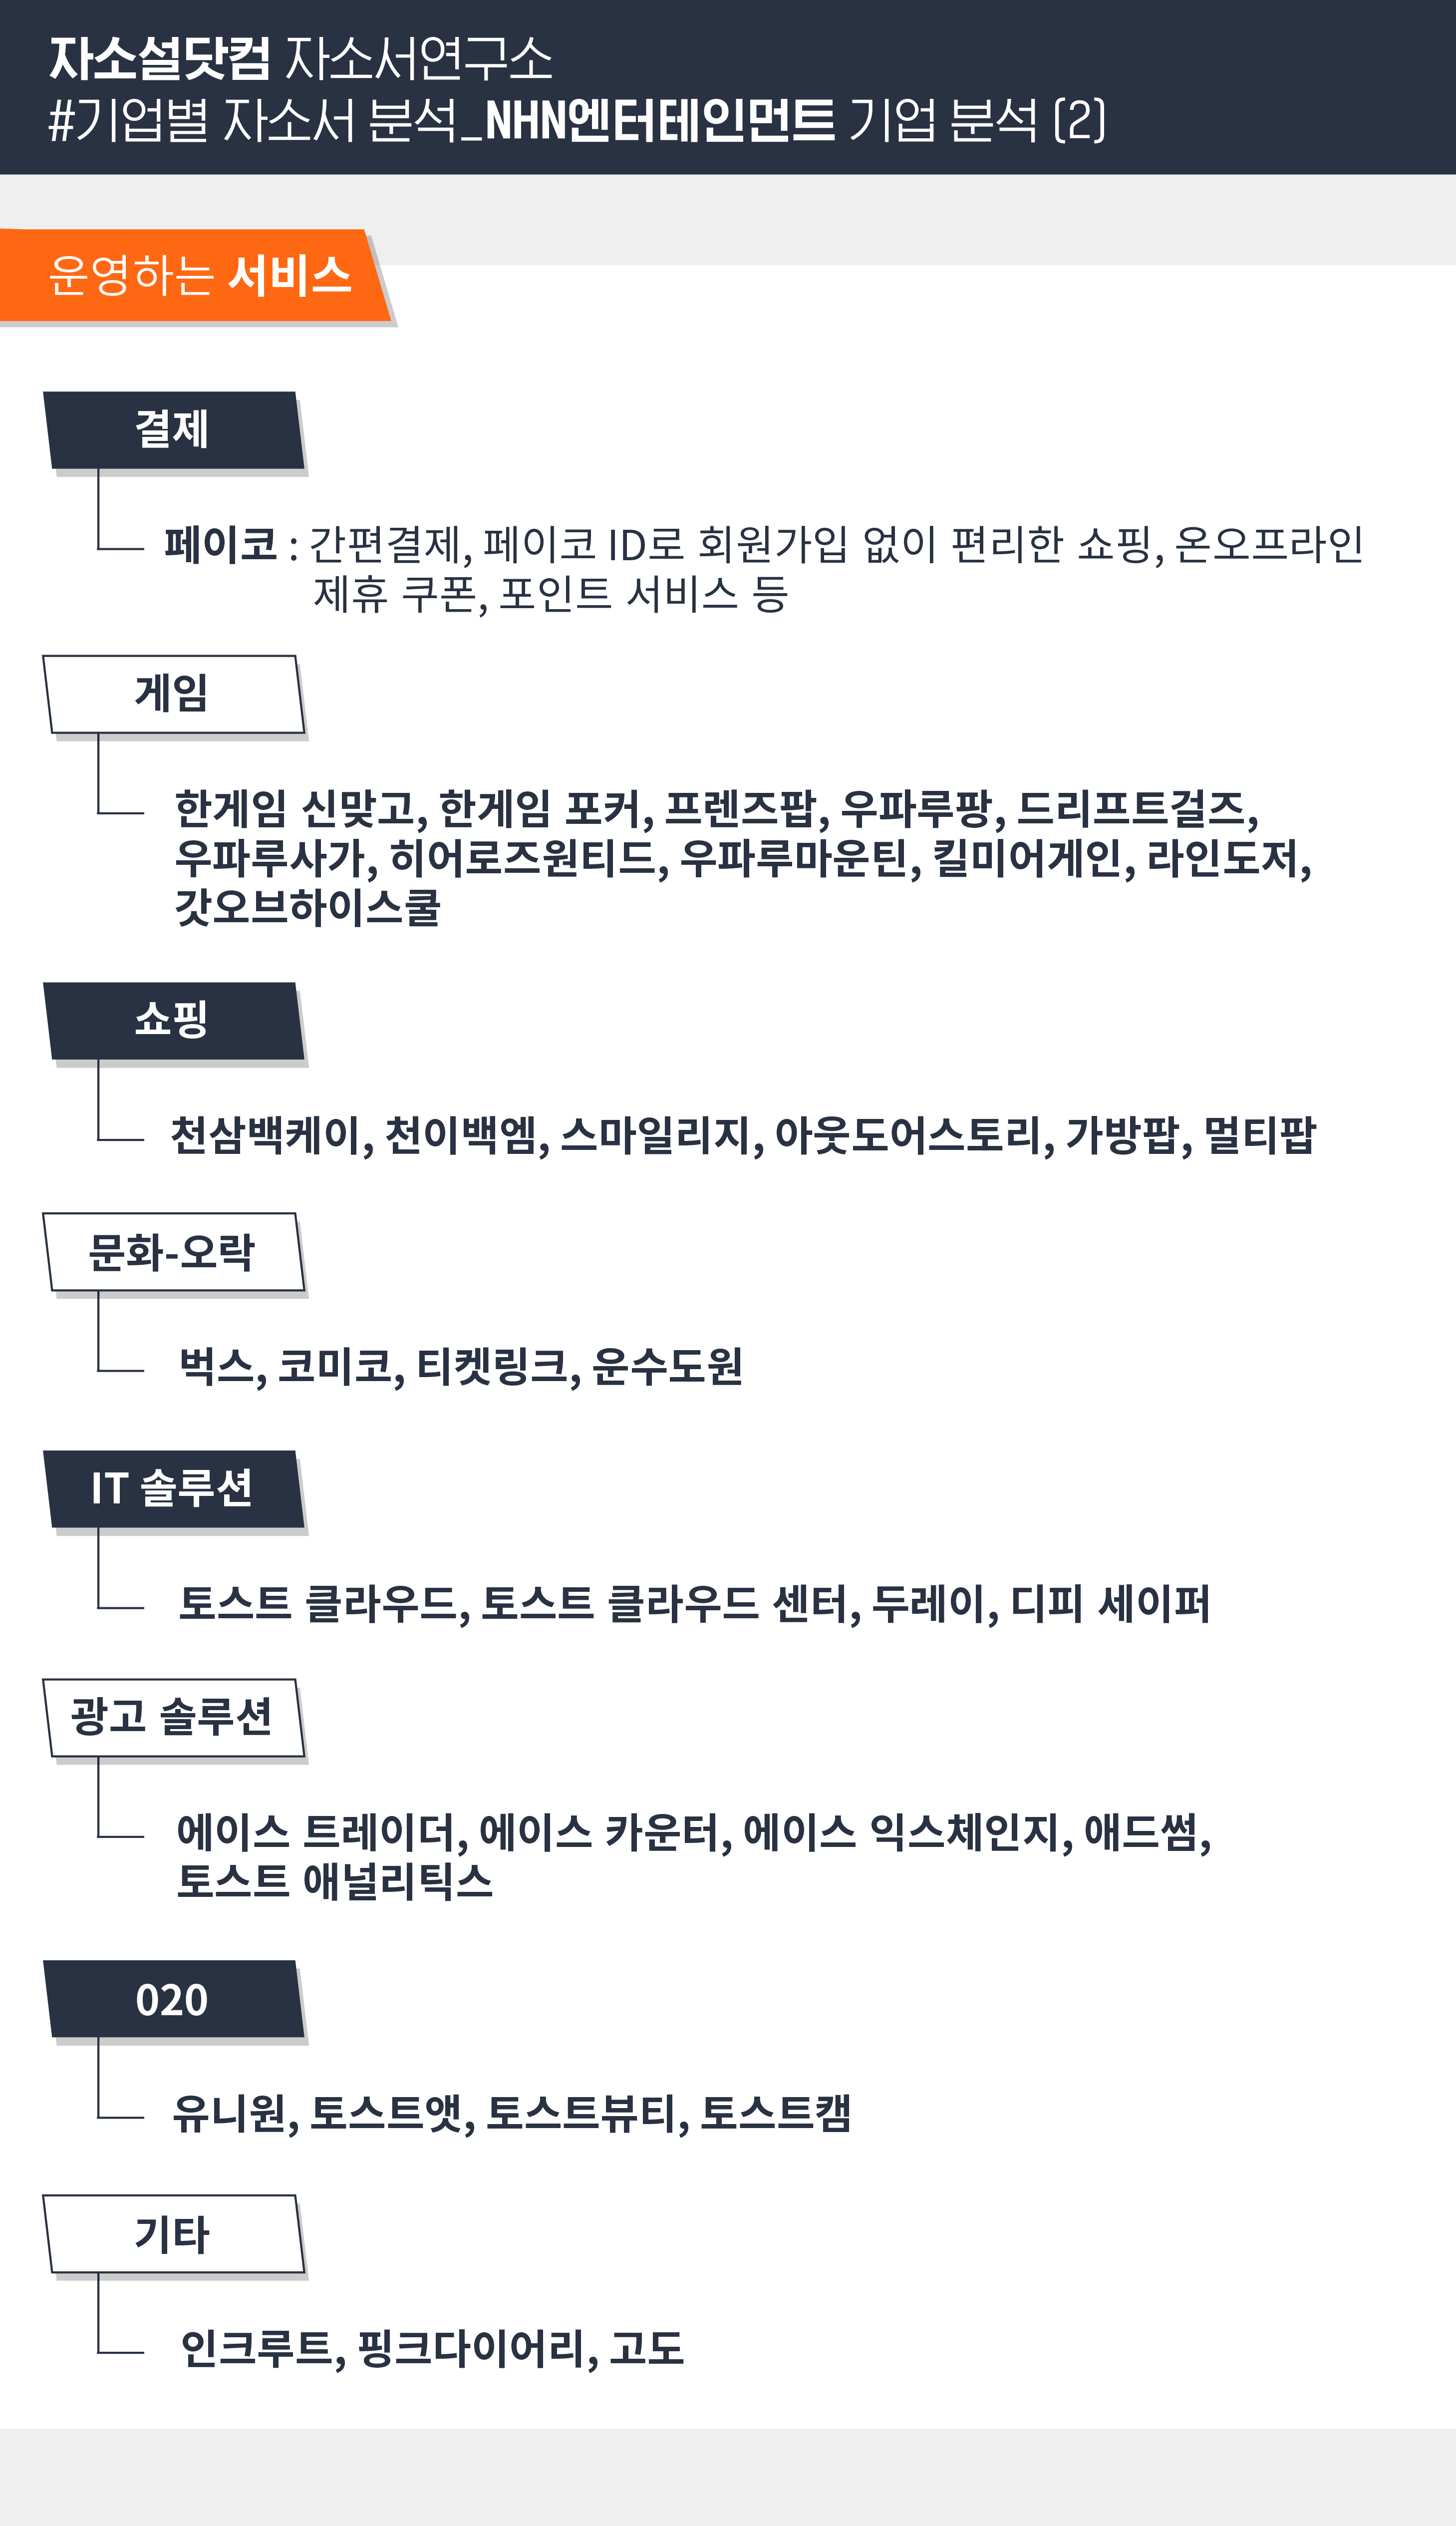 자소설닷컴 자소서연구소
#기업별 자소서 분석_NHN엔터테인먼트 기업 분석 (2)
운영하는 서비스
결제
페이코 : 간편결제, 페이코 ID로 회원가입 없이 편리한 쇼핑, 온오프라인
제휴 쿠폰, 포인트 서비스 등
게임
한게임 신맞고, 한게임 포커, 프렌즈팝, 우파루팡, 드리프트걸즈,
우파루사가, 히어로즈원티드, 우파루마운틴, 킬미어게인, 라인도저,
갓오브하이스쿨
쇼핑
천삼백케이, 천이백엠, 스마일리지, 아웃도어스토리, 가방팝, 멀티팝
문화-오락
벅스, 코미코, 티켓링크, 운수도원
IT 솔루션
토스트 클라우드, 토스트 클라우드 센터, 두레이, 디피 세이퍼
광고 솔루션
에이스 트레이더, 에이스 카운터, 에이스 익스체인지, 애드썸,
토스트 애널리틱스
020
유니원, 토스트앳, 토스트뷰티, 토스트캠
기타
인크루트, 핑크다이어리, 고도